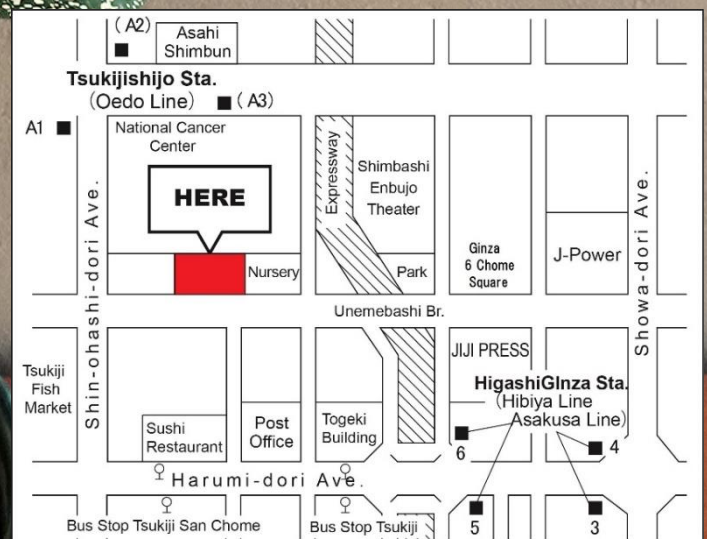 (A2)
Asahi
Shimbun
Tsukijishijo Sta.
(Oedo Line)
(A3)
A1
National Cancer
Center
HERE
Nursery
Expressway
Shimbashi
Enbujo
Theater
Park
Ginza
6 Chome
Square
J-Power
Shin-ohashi-dori Ave.
Showa-dori Ave.
Unemebashi Br.
JIJI PRESS
Tsukiji
Fish
Market
HigashiGInza Sta.
(Hibiya Line
Asakusa Line)
Sushi
Restaurant
Post
Office
Togeki
Building
6
4
Harumi-dori Ave.
Bus Stop Tsukiji San Chome
Bus Stop Tsukiji
5
3